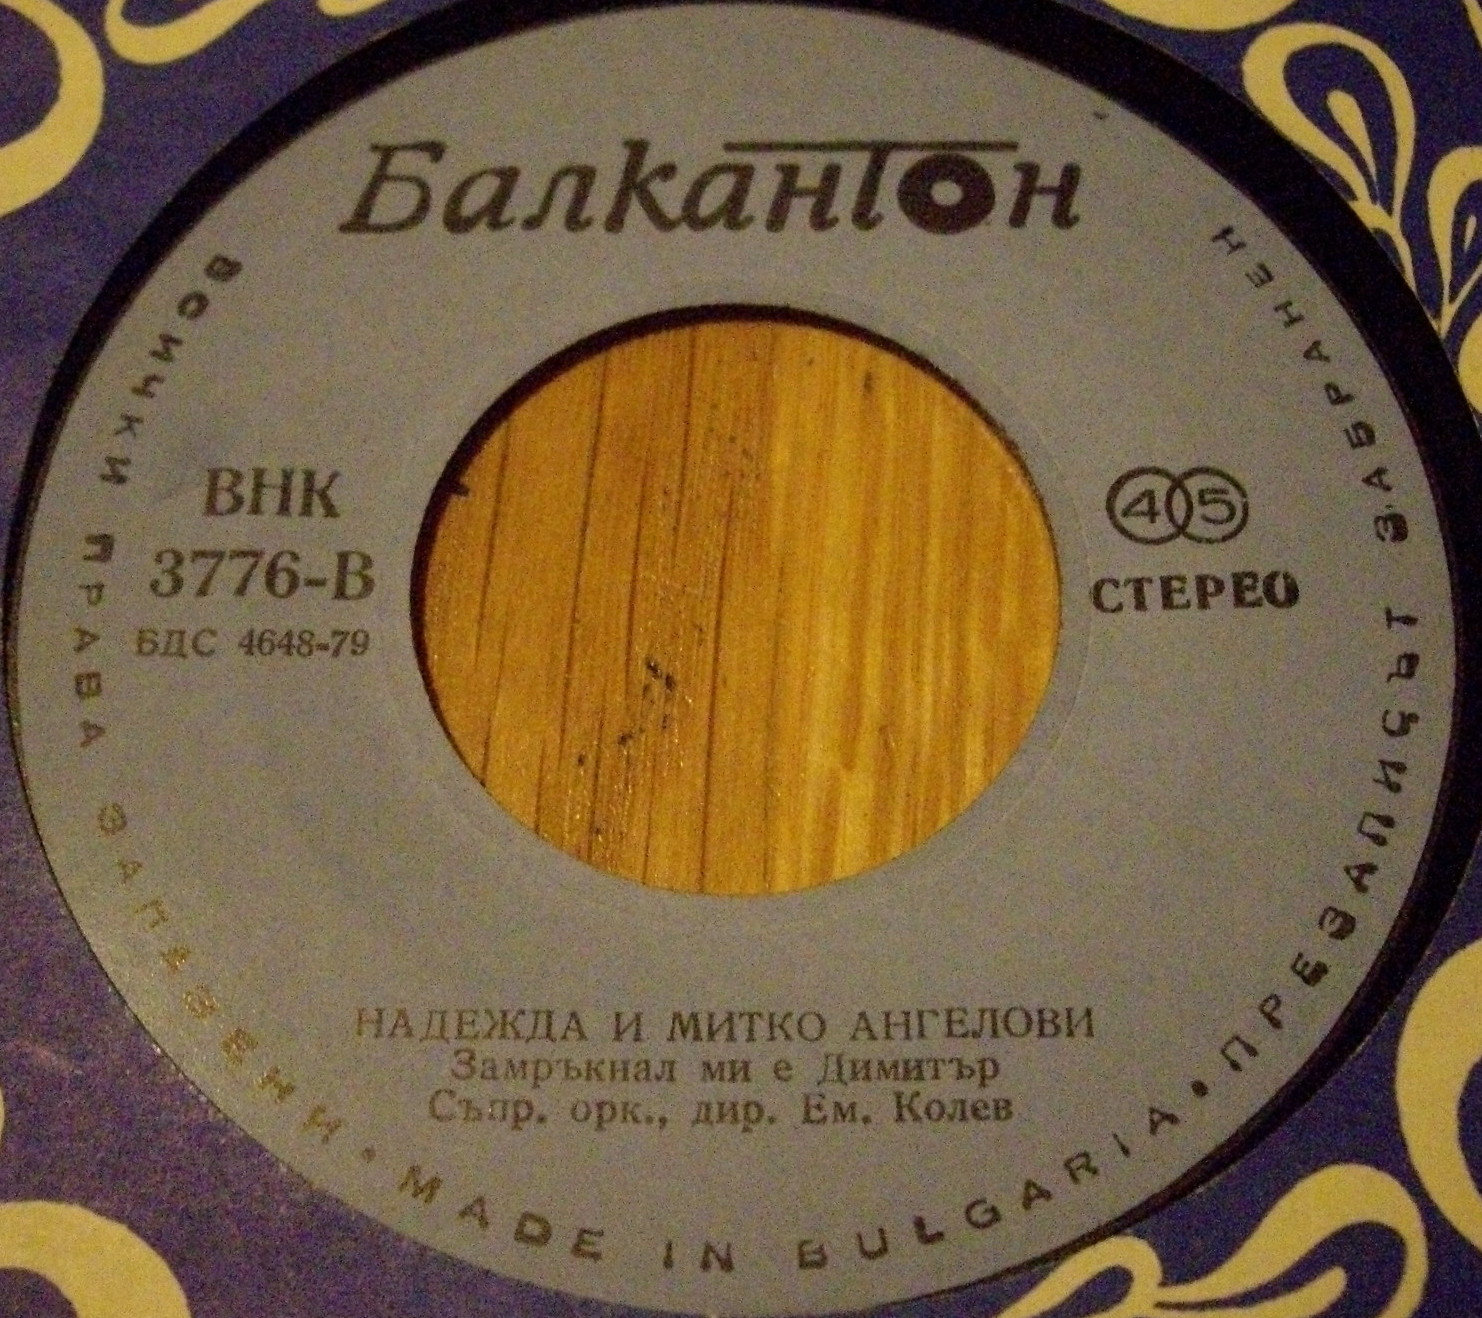 Балкантон
ВСИЧКИ ПРАВА ЗАПАЗЕНИ • MADE IN BULGARIA • ПРЕЗАПИСЪТ ЗАБРАНЕН
ВНК
3776-В
БДС 4648-79
45
СТЕРЕО
НАДЕЖДА И МИТКО АНГЕЛОВИ
Замръкнал ми е Димитър
Съпр. орк., дир. Ем. Колев